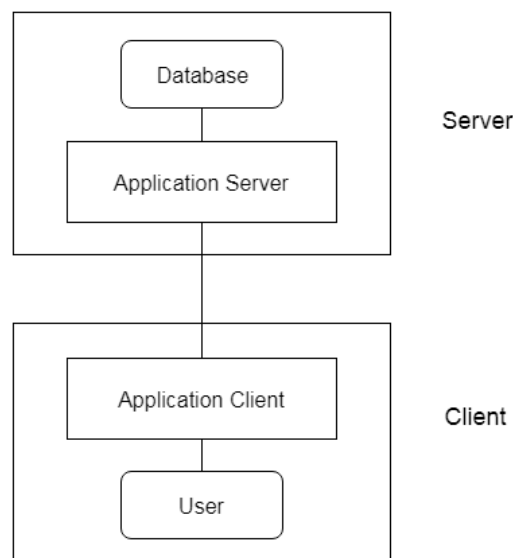 Database
Server
Application Server
Application Client
Client
User